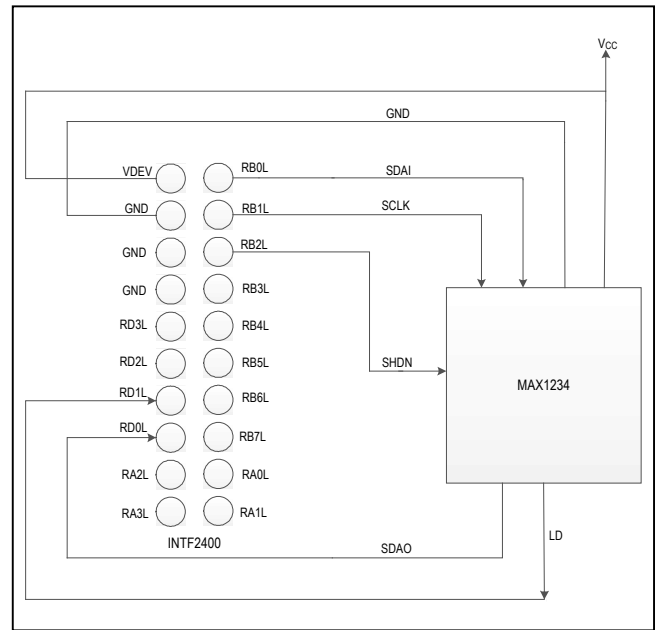 VCC
GND
VDEV RB0L SDAI
GND RB1L SCLK
GND RB2L
GND RB3L
RD3L RB4L
RD2L RB5L SHDN
RD1L RB6L MAX1234
RD0L RB7L
RA2L RA0L
RA3L RA1L
INTF2400 SDAO LD